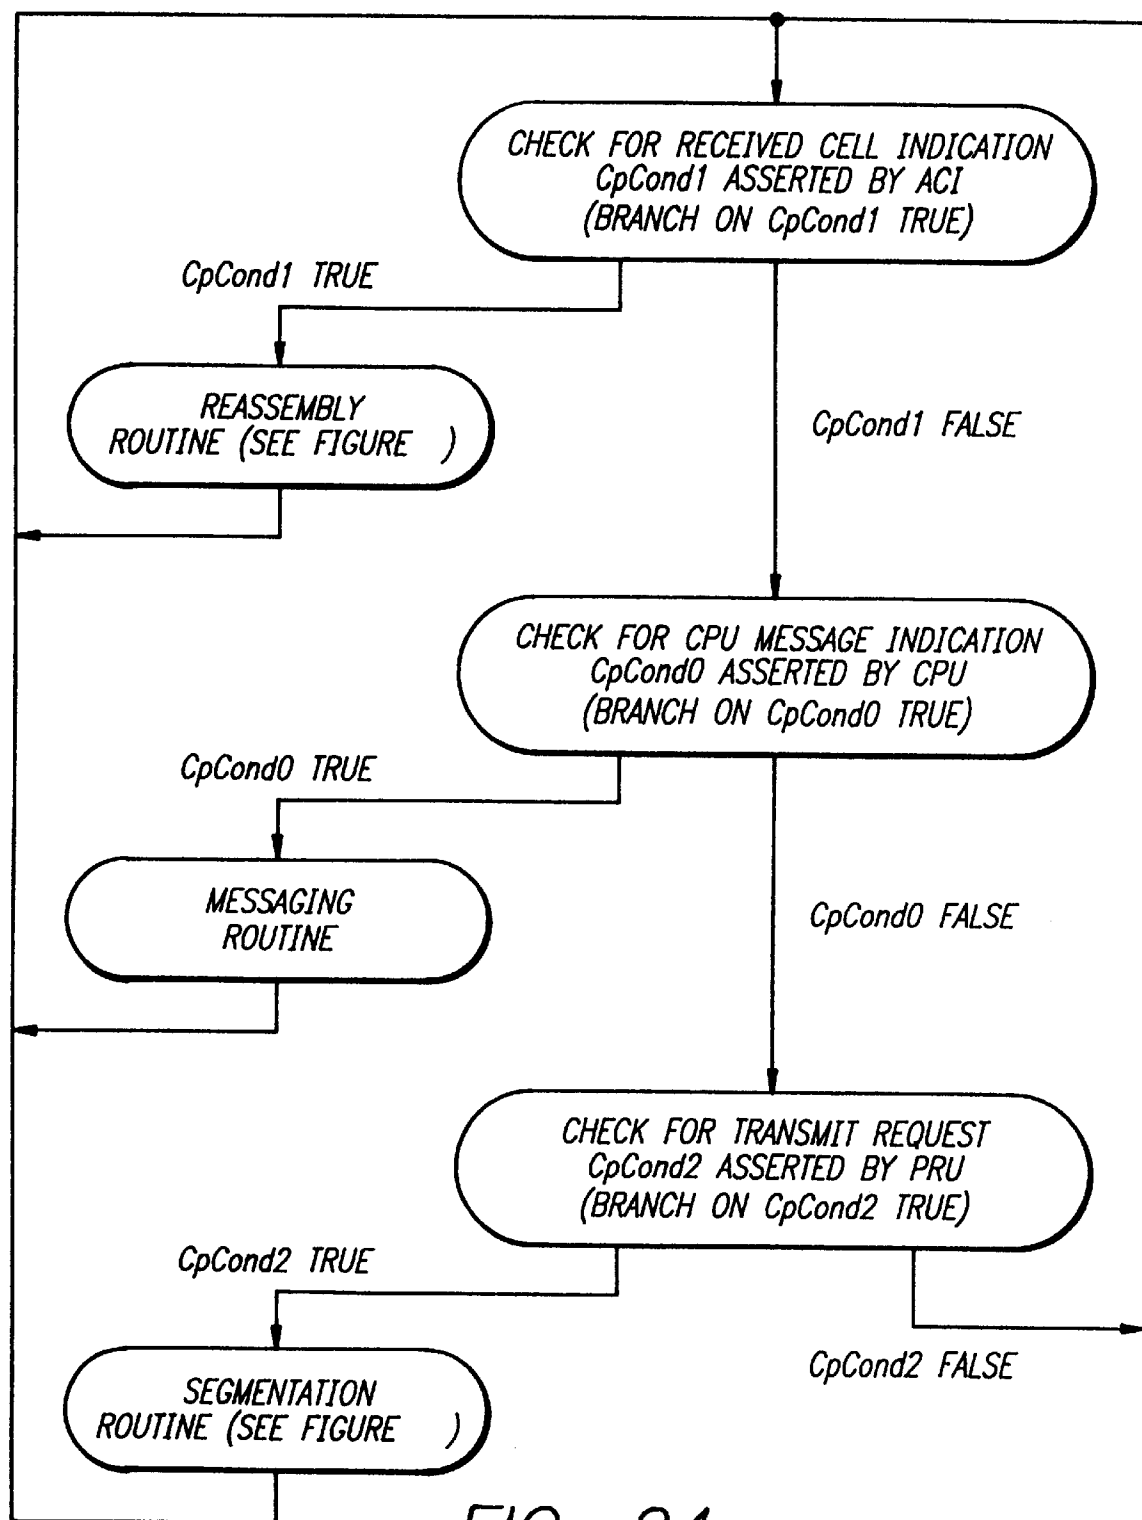 CHECK FOR RECEIVED CELL INDICATION
CpCond1 ASSERTED BY ACI
(BRANCH ON CpCond1 TRUE)
CpCond1 TRUE
REASSEMBLY
ROUTINE (SEE FIGURE )
CpCond1 FALSE
CHECK FOR CPU MESSAGE INDICATION
CpCond0 ASSERTED BY CPU
(BRANCH ON CpCond0 TRUE)
CpCond0 TRUE
MESSAGING
ROUTINE
CpCond0 FALSE
CHECK FOR TRANSMIT REQUEST
CpCond2 ASSERTED BY PRU
(BRANCH ON CpCond2 TRUE)
CpCond2 TRUE
CpCond2 FALSE
SEGMENTATION
ROUTINE (SEE FIGURE )